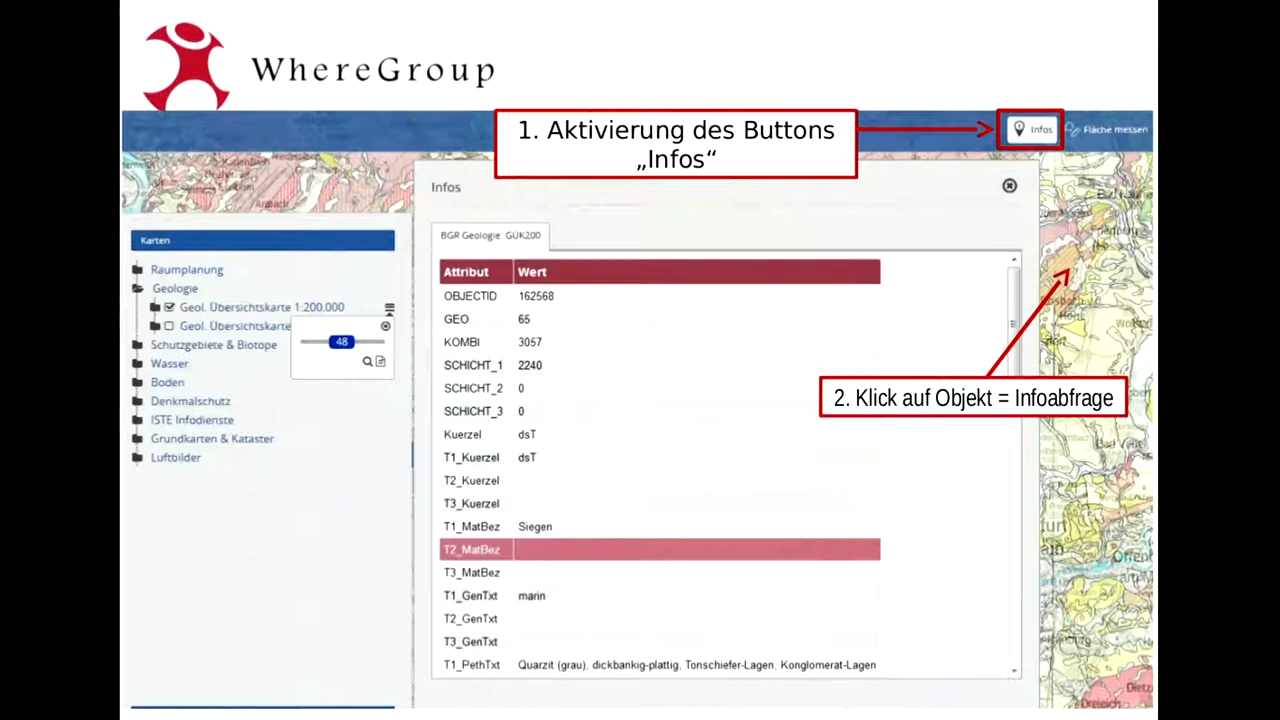 WhereGroup
1. Aktivierung des Buttons
„Infos“
Infos
Fläche messen
Infos
BGR Geologie: GÜK200
Karten
Raumplanung
Geologie
Geol. Übersichtskarte 1:200.000
Geol. Übersichtskarte
48
Schutzgebiete & Biotope
Wasser
Boden
Denkmalschutz
ISTE Infodienste
Grundkarten & Kataster
Luftbilder
Attribut Wert
OBJECTID 162568
GEO 65
KOMBI 3057
SCHICHT_1 2240
SCHICHT_2 0
SCHICHT_3 0
Kuerzel dsT
T1_Kuerzel dsT
T2_Kuerzel
T3_Kuerzel
T1_MatBez Siegen
T2_MatBez
T3_MatBez
T1_GenTxt marin
T2_GenTxt
T3_GenTxt
T1_PethTxt Quarzit (grau), dickbankig-plattig, Tonschiefer-Lagen, Konglomerat-Lagen
2. Klick auf Objekt = Infoabfrage